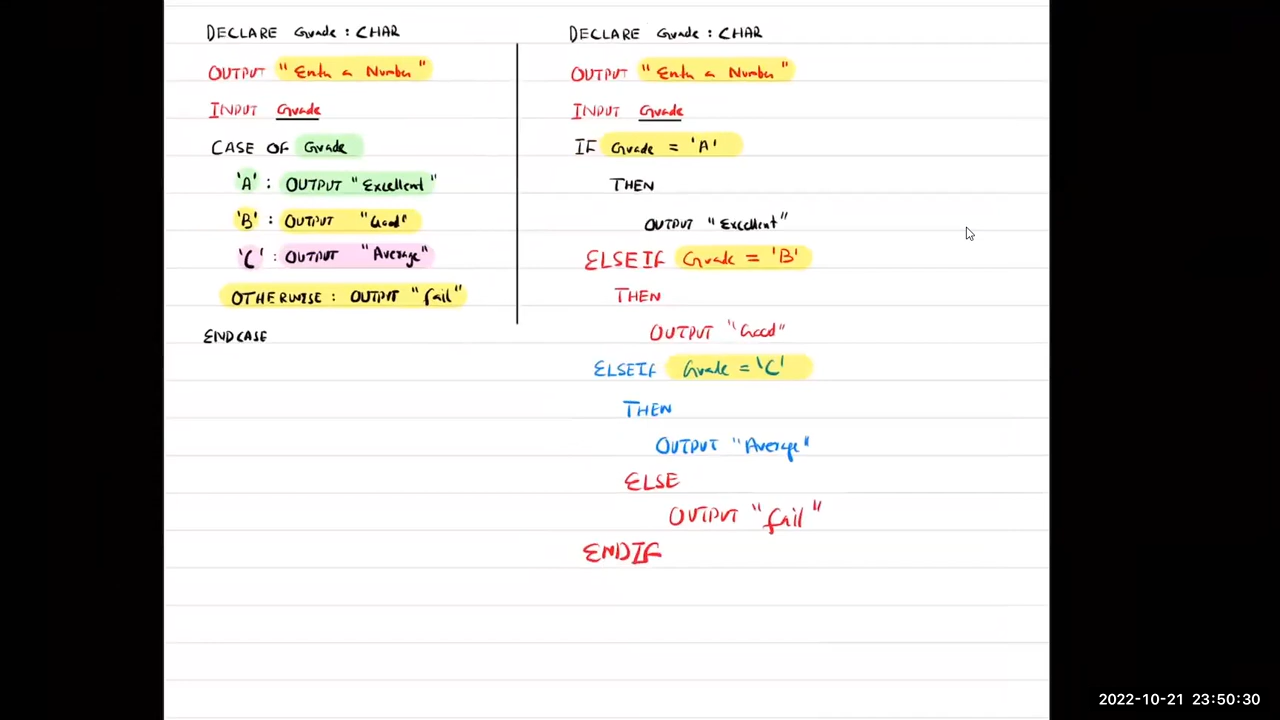 DECLARE Grade : CHAR
OUTPUT "Enter a Number"
INPUT Grade
CASE OF Grade
'A' : OUTPUT "Excellent"
'B' : OUTPUT "Good"
'C' : OUTPUT "Average"
OTHERWISE : OUTPUT "fail"
ENDCASE
DECLARE Grade : CHAR
OUTPUT "Enter a Number"
INPUT Grade
IF Grade = 'A'
THEN
OUTPUT "Excellent"
ELSEIF Grade = 'B'
THEN
OUTPUT "Good"
ELSEIF Grade = 'C'
THEN
OUTPUT "Average"
ELSE
OUTPUT "fail"
ENDIF
2022-10-21 23:50:30